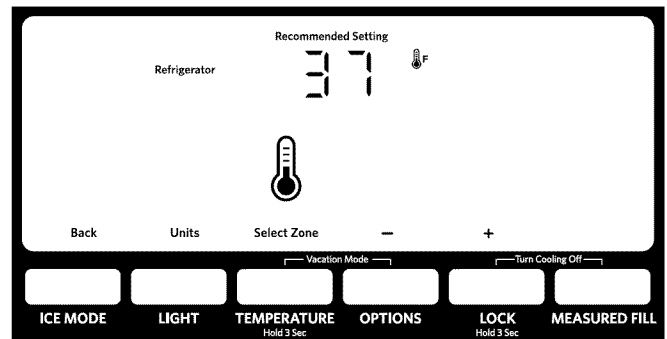 Recommended Setting
Refrigerator 37 F
Back Units Select Zone – +
Vacation Mode Turn Cooling Off
ICE MODE LIGHT TEMPERATURE OPTIONS LOCK MEASURED FILL
Hold 3 Sec Hold 3 Sec